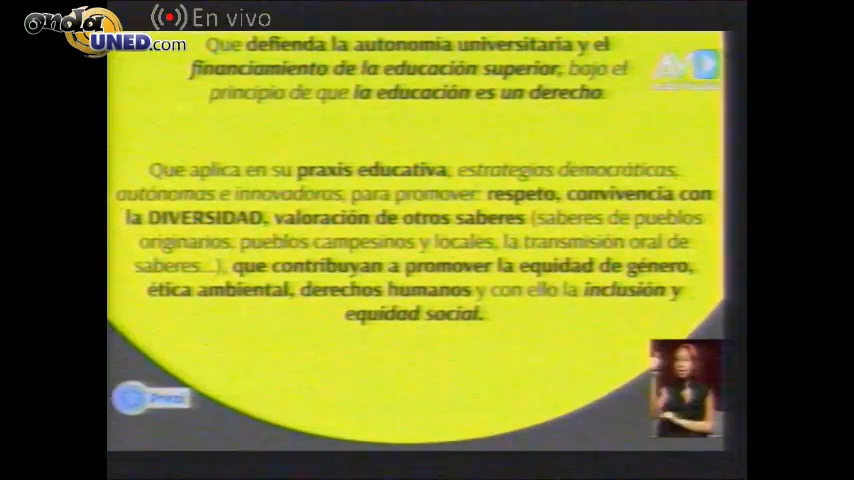 onda
UNED.com
En vivo
Que defienda la autonomía universitaria y el
financiamiento de la educación superior, bajo el
principio de que la educación es un derecho
Que aplica en su praxis educativa, estrategias democráticas,
autónomas e innovadoras, para promover: respeto, convivencia con
la DIVERSIDAD, valoración de otros saberes (saberes de pueblos
originarios, pueblos campesinos y locales, la transmisión oral de
saberes...), que contribuyan a promover la equidad de género,
ética ambiental, derechos humanos y con ello la inclusión y
equidad social.
Prezi